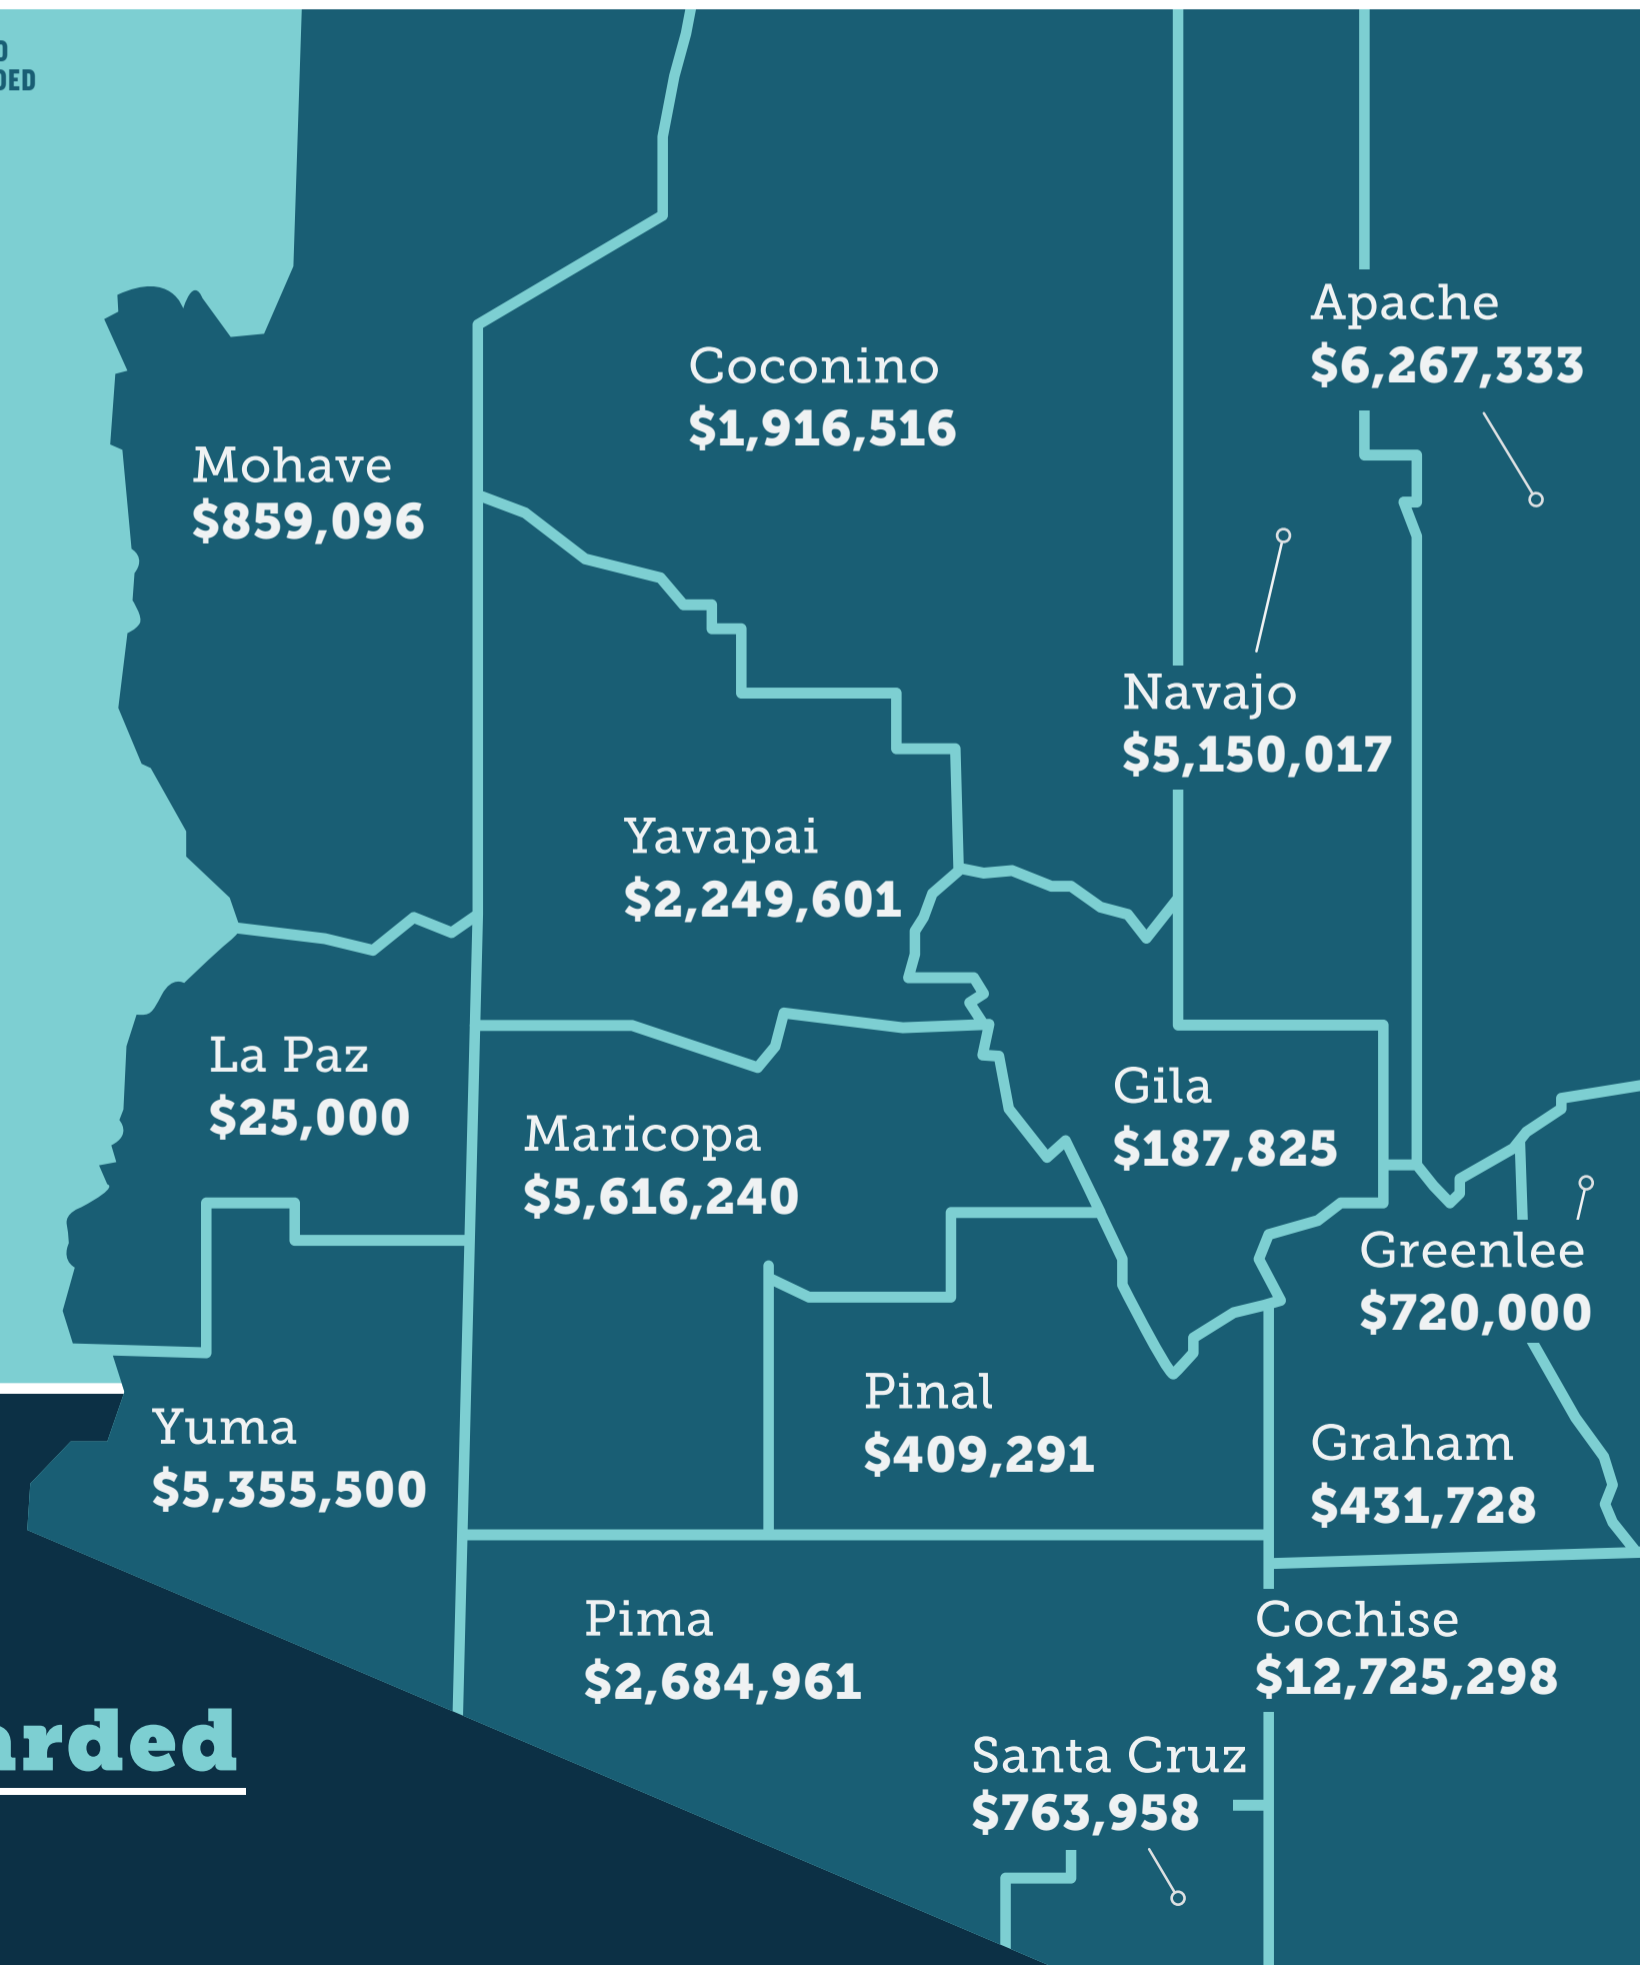 Apache
$6,267,333
Coconino
$1,916,516
Mohave
$859,096
Navajo
$5,150,017
Yavapai
$2,249,601
La Paz
$25,000
Gila
$187,825
Maricopa
$5,616,240
Greenlee
$720,000
Pinal
$409,291
Yuma
$5,355,500
Graham
$431,728
Pima
$2,684,961
Cochise
$12,725,298
Santa Cruz
$763,958